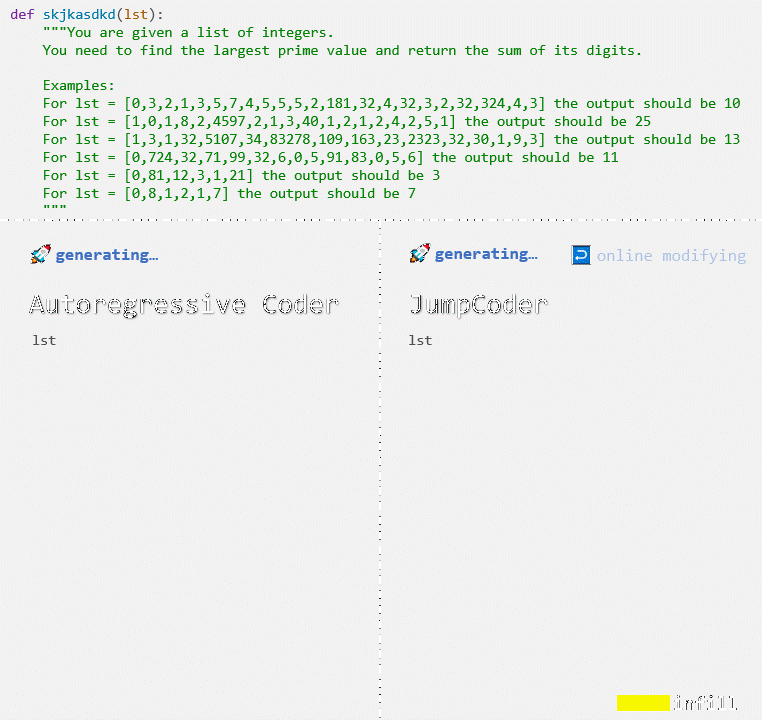 def skjkasdkd(lst):
"""You are given a list of integers.
You need to find the largest prime value and return the sum of its digits.
Examples:
For lst = [0,3,2,1,3,5,7,4,5,5,5,2,181,32,4,32,3,2,32,324,4,3] the output should be 10
For lst = [1,0,1,8,2,4597,2,1,3,40,1,2,1,2,4,2,5,1] the output should be 25
For lst = [1,3,1,32,5107,34,83278,109,163,23,2323,32,30,1,9,3] the output should be 13
For lst = [0,724,32,71,99,32,6,0,5,91,83,0,5,6] the output should be 11
For lst = [0,81,12,3,1,21] the output should be 3
For lst = [0,8,1,2,1,7] the output should be 7
"""
generating…
Autoregressive Coder
lst
generating… online modifying
JumpCoder
lst
infill